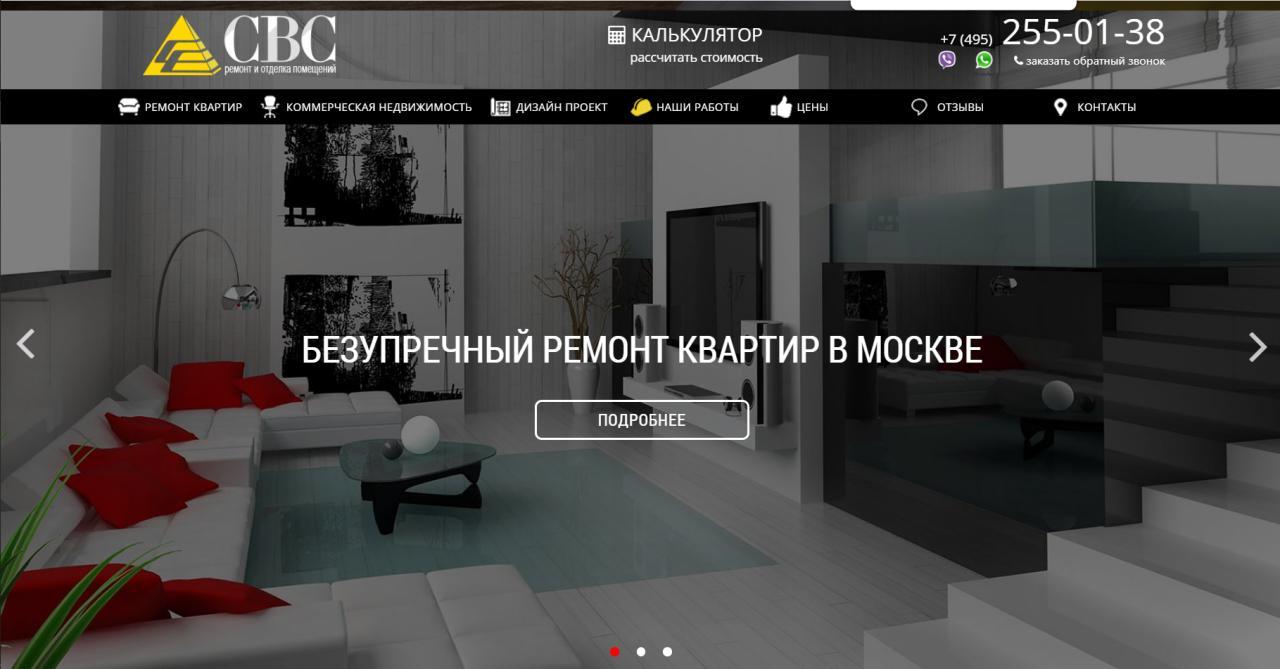 СВС
ремонт и отделка помещений
КАЛЬКУЛЯТОР
рассчитать стоимость
+7 (495) 255-01-38
заказать обратный звонок
РЕМОНТ КВАРТИР КОММЕРЧЕСКАЯ НЕДВИЖИМОСТЬ ДИЗАЙН ПРОЕКТ НАШИ РАБОТЫ ЦЕНЫ ОТЗЫВЫ КОНТАКТЫ
БЕЗУПРЕЧНЫЙ РЕМОНТ КВАРТИР В МОСКВЕ
ПОДРОБНЕЕ